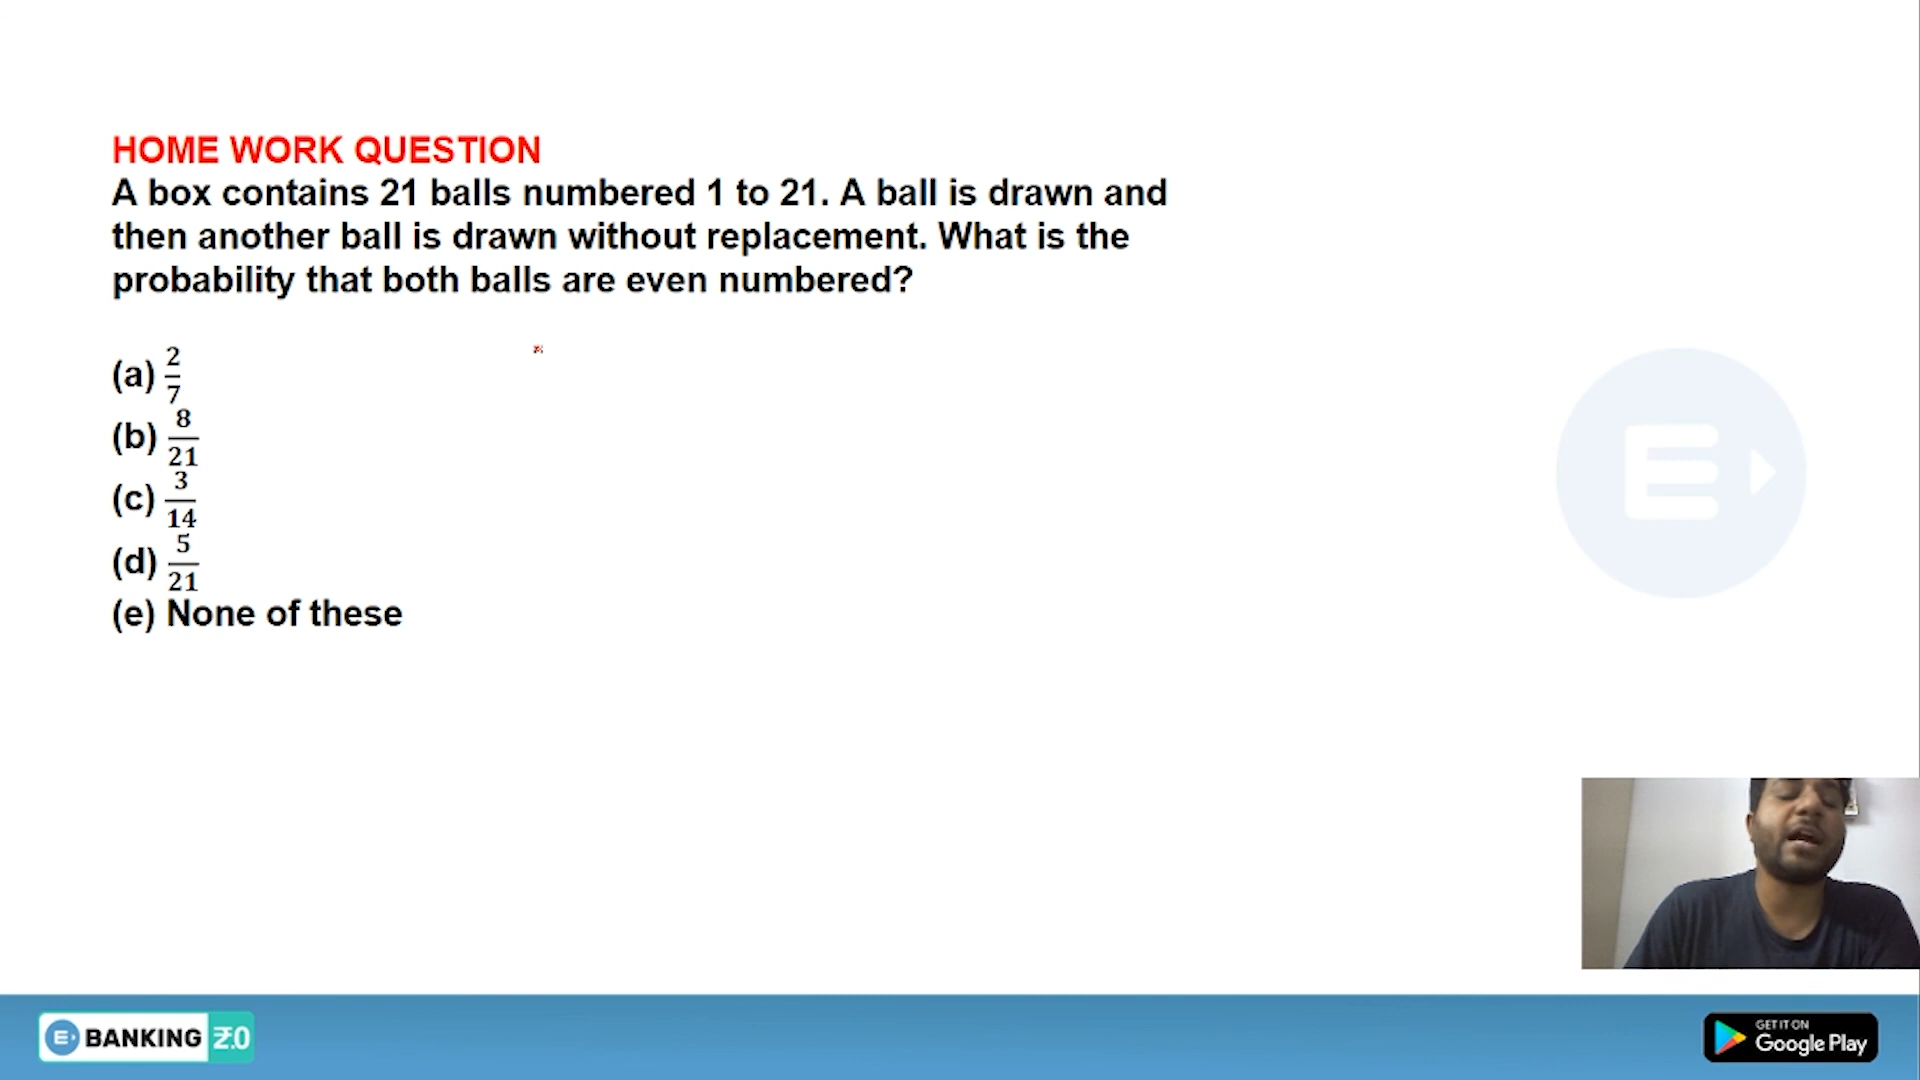 HOME WORK QUESTION
A box contains 21 balls numbered 1 to 21. A ball is drawn and
then another ball is drawn without replacement. What is the
probability that both balls are even numbered?
(a) 2/7
(b) 8/21
(c) 3/14
(d) 5/21
(e) None of these
E
E BANKING 2.0
GET IT ON
Google Play